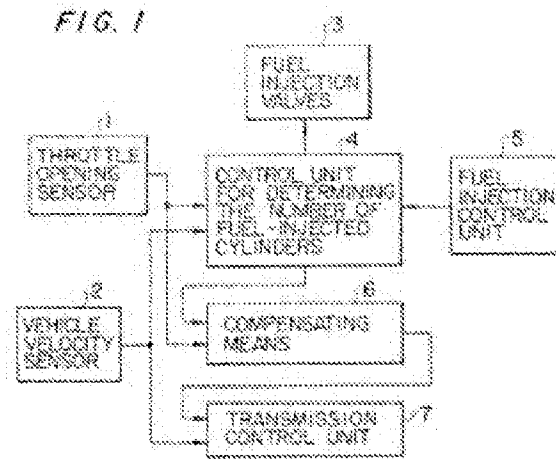 FIG. 1
3
FUEL
INJECTION
VALVES
1
THROTTLE
OPENING
SENSOR
4
CONTROL UNIT
FOR DETERMINING
THE NUMBER OF
FUEL-INJECTED
CYLINDERS
5
FUEL
INJECTION
CONTROL
UNIT
2
VEHICLE
VELOCITY
SENSOR
6
COMPENSATING
MEANS
TRANSMISSION
CONTROL UNIT
7